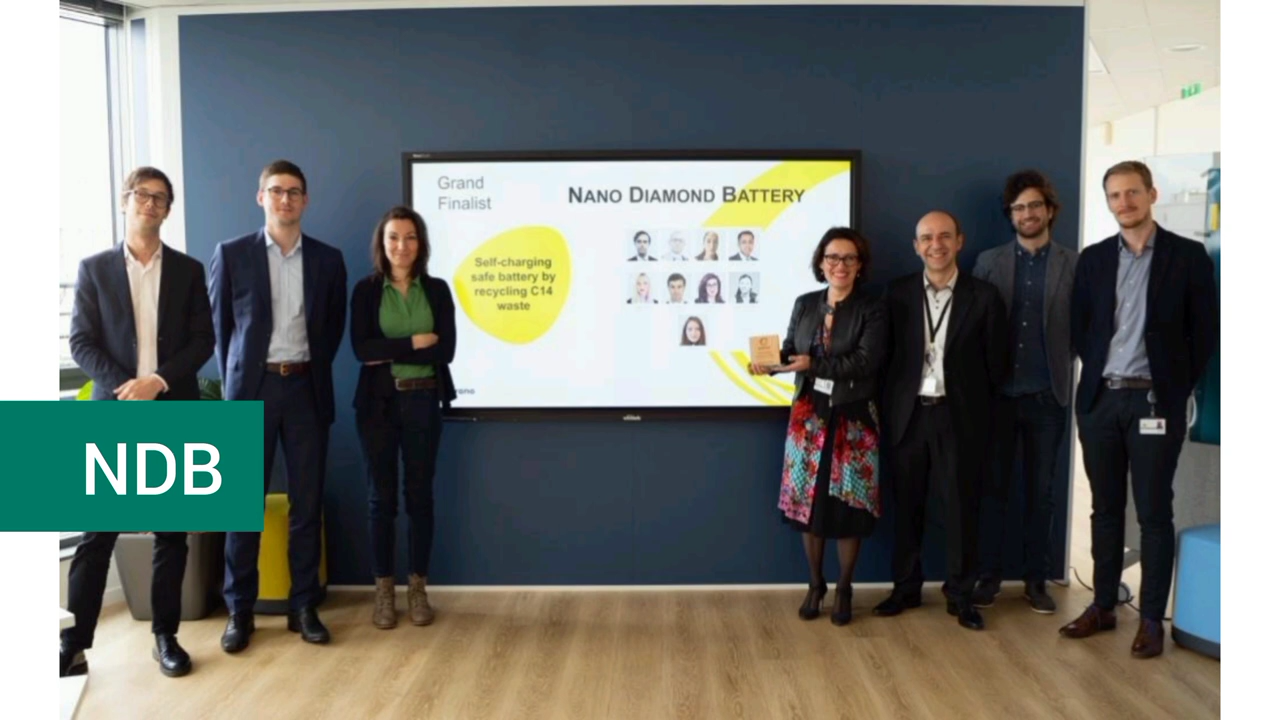 Grand
Finalist
NANO DIAMOND BATTERY
Self-charging
safe battery by
recycling C14
waste
NDB